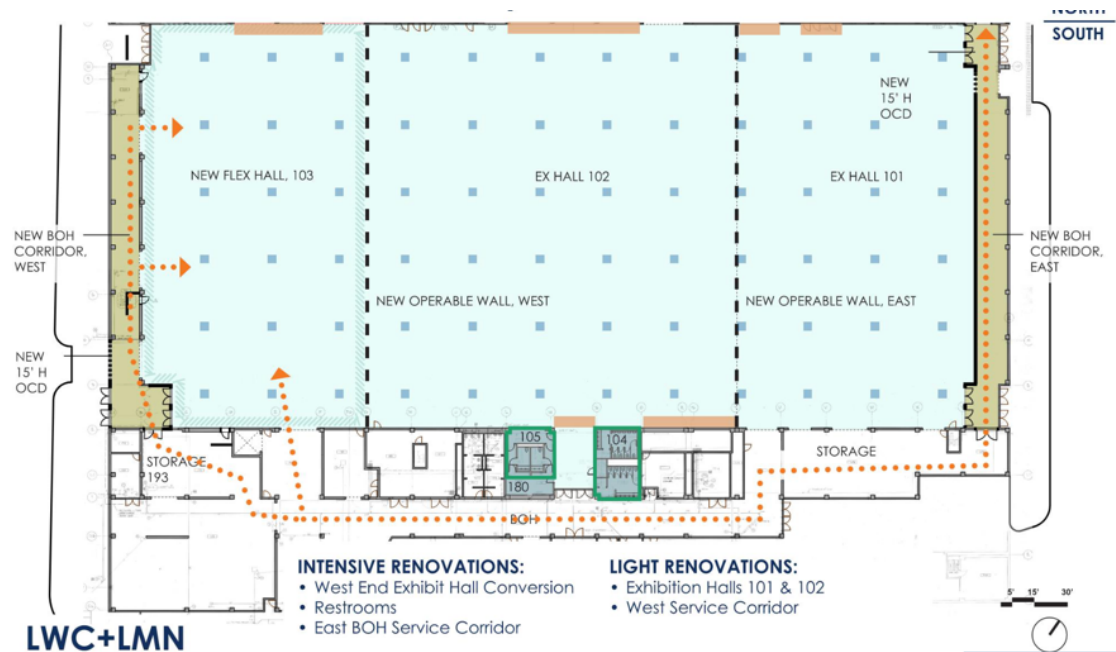 NORTH
SOUTH
NEW
15' H
OCD
NEW FLEX HALL, 103
EX HALL 102
EX HALL 101
NEW BOH
CORRIDOR,
WEST
NEW BOH
CORRIDOR,
EAST
NEW OPERABLE WALL, WEST
NEW OPERABLE WALL, EAST
NEW
15' H
OCD
105
104
STORAGE
193
STORAGE
180
BOH
INTENSIVE RENOVATIONS:
• West End Exhibit Hall Conversion
• Restrooms
• East BOH Service Corridor
LIGHT RENOVATIONS:
• Exhibition Halls 101 & 102
• West Service Corridor
5' 15' 30'
LWC+LMN